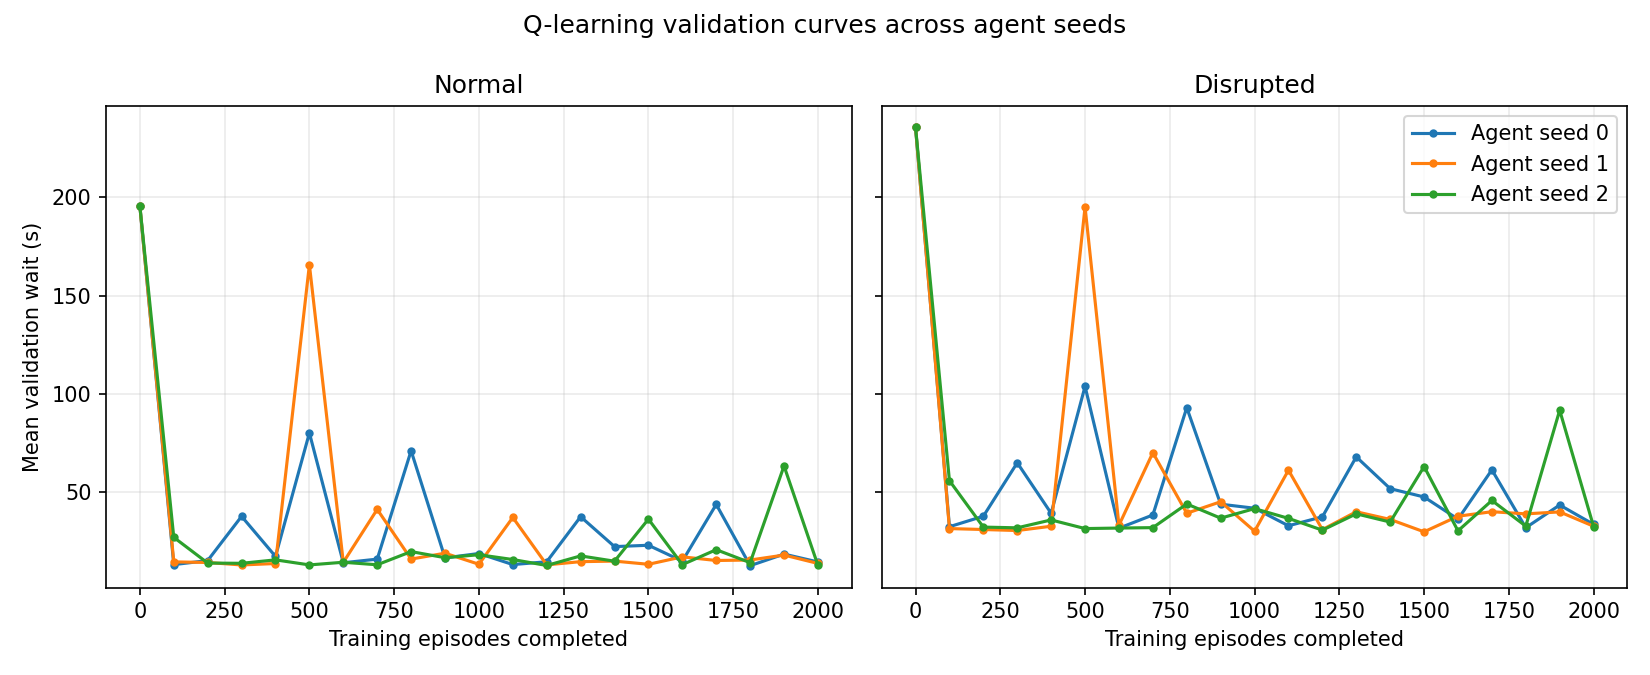 Q-learning validation curves across agent seeds
Normal
Disrupted
Mean validation wait (s)
200
150
100
50
0 250 500 750 1000 1250 1500 1750 2000
Training episodes completed
Agent seed 0
Agent seed 1
Agent seed 2
0 250 500 750 1000 1250 1500 1750 2000
Training episodes completed